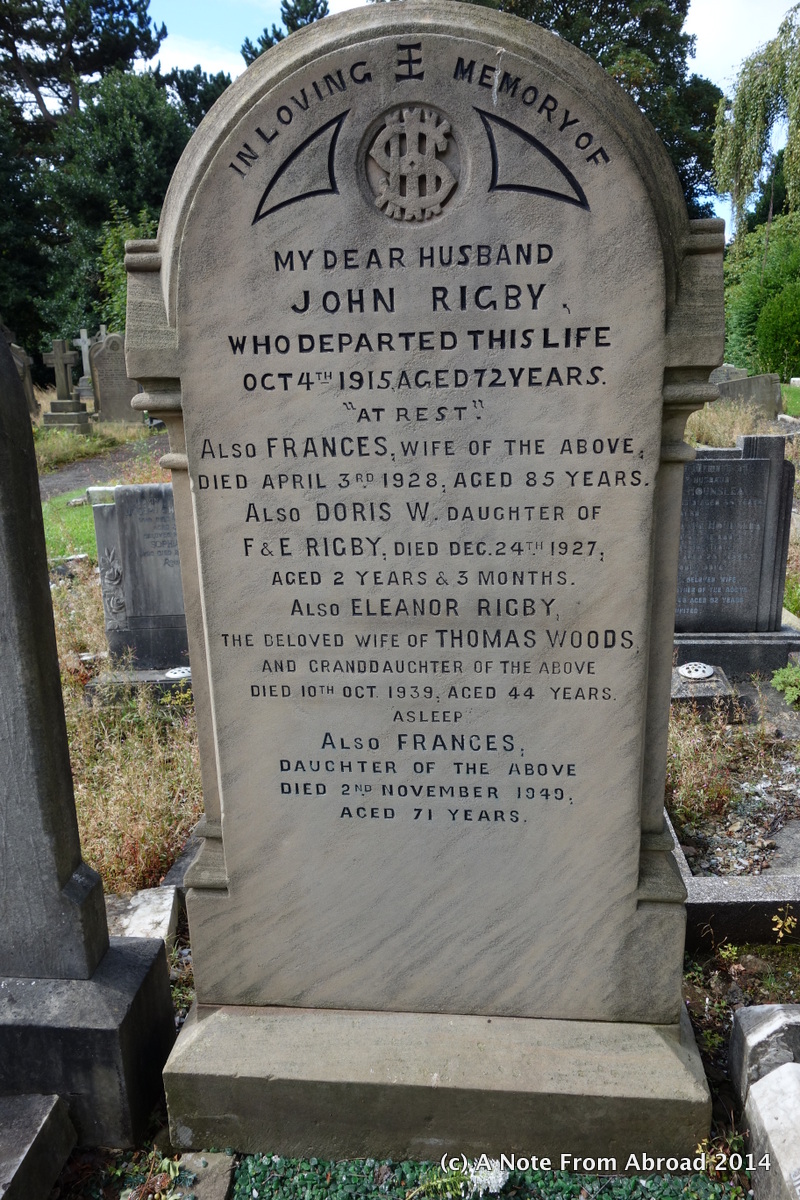 IN LOVING MEMORY OF
IHS
MY DEAR HUSBAND
JOHN RIGBY,
WHO DEPARTED THIS LIFE
OCT 4TH 1915, AGED 72 YEARS.
"AT REST".
ALSO FRANCES, WIFE OF THE ABOVE,
DIED APRIL 3RD 1928, AGED 85 YEARS.
ALSO DORIS W. DAUGHTER OF
F & E RIGBY, DIED DEC. 24TH 1927,
AGED 2 YEARS & 3 MONTHS.
ALSO ELEANOR RIGBY,
THE BELOVED WIFE OF THOMAS WOODS,
AND GRANDDAUGHTER OF THE ABOVE
DIED 10TH OCT. 1939, AGED 44 YEARS.
ASLEEP
ALSO FRANCES,
DAUGHTER OF THE ABOVE
DIED 2ND NOVEMBER 1949,
AGED 71 YEARS.
BELOVED WIFE
(c) A Note From Abroad 2014